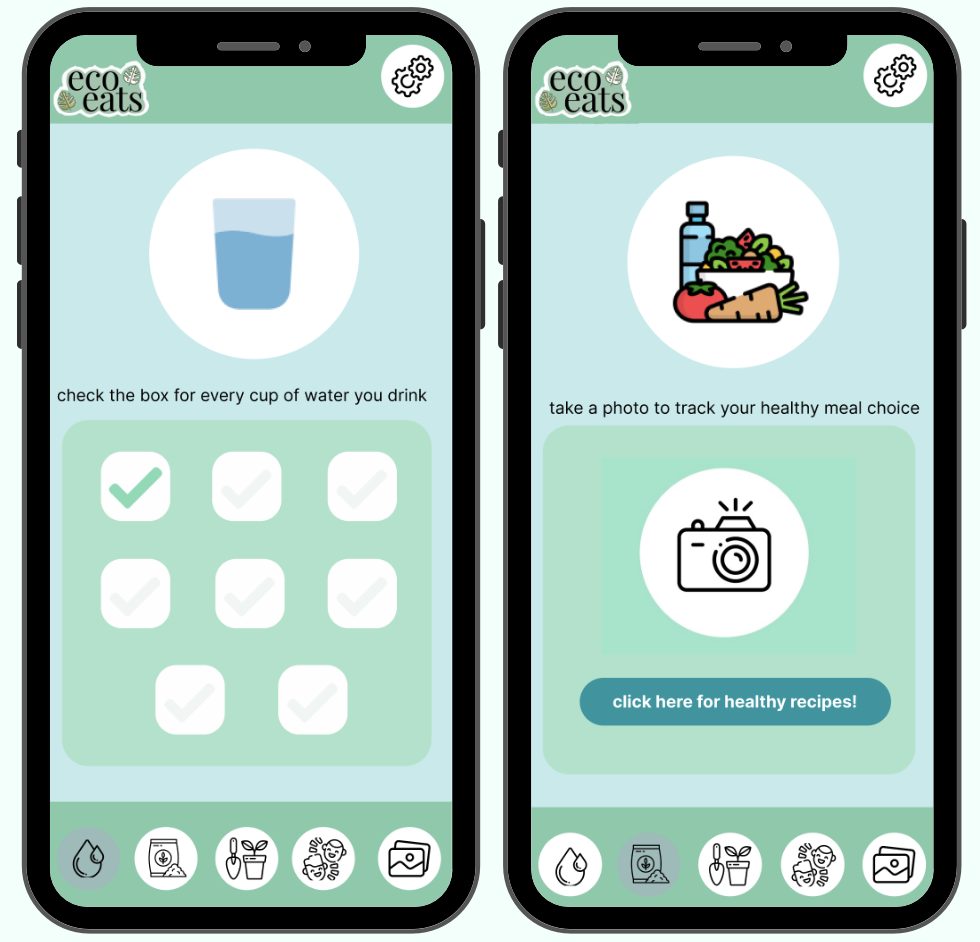 eco
eats
check the box for every cup of water you drink
eco
eats
take a photo to track your healthy meal choice
click here for healthy recipes!